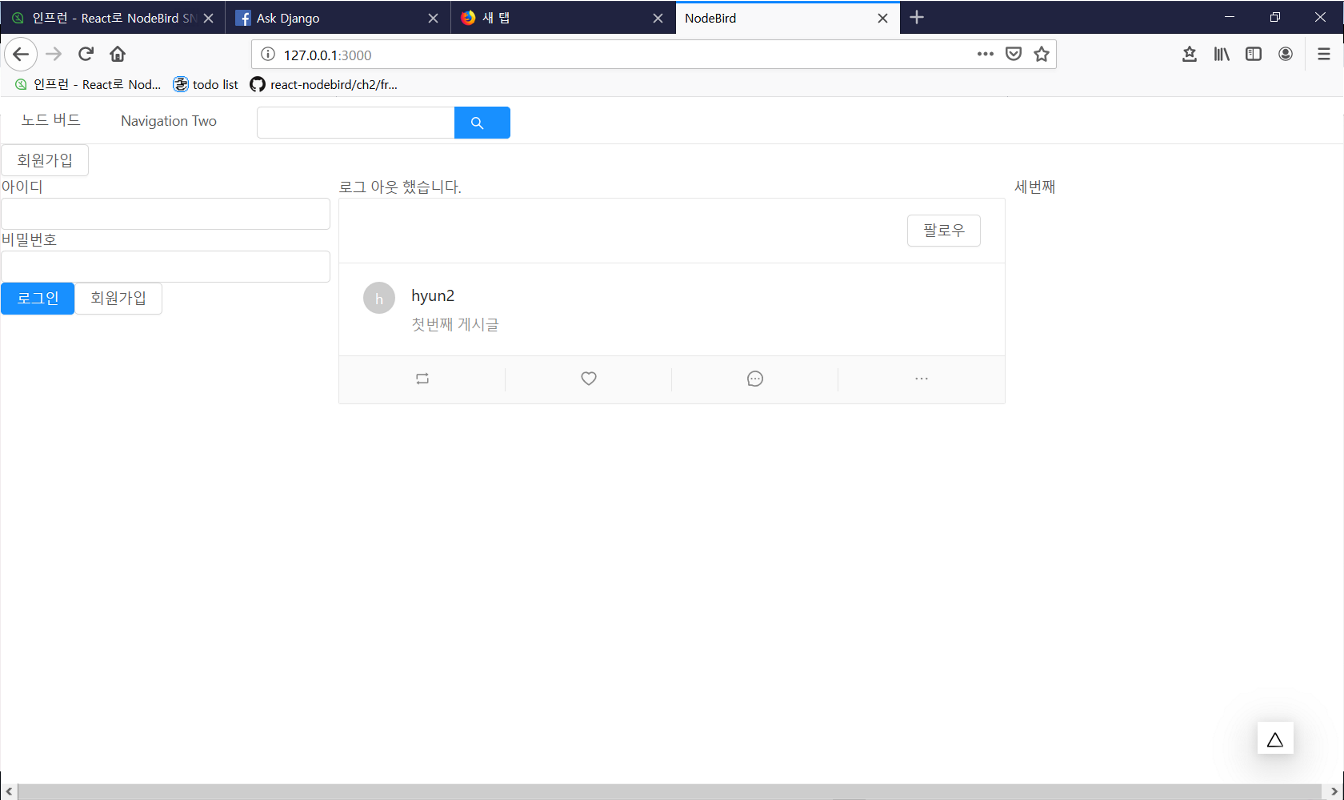 인프런 - React로 NodeBird SN
Ask Django
새 탭
NodeBird
127.0.0.1:3000
인프런 - React로 Nod...
todo list
react-nodebird/ch2/fr...
노드 버드
Navigation Two
회원가입
아이디
비밀번호
로그인
회원가입
로그 아웃 했습니다.
팔로우
h
hyun2
첫번째 게시글
세번째